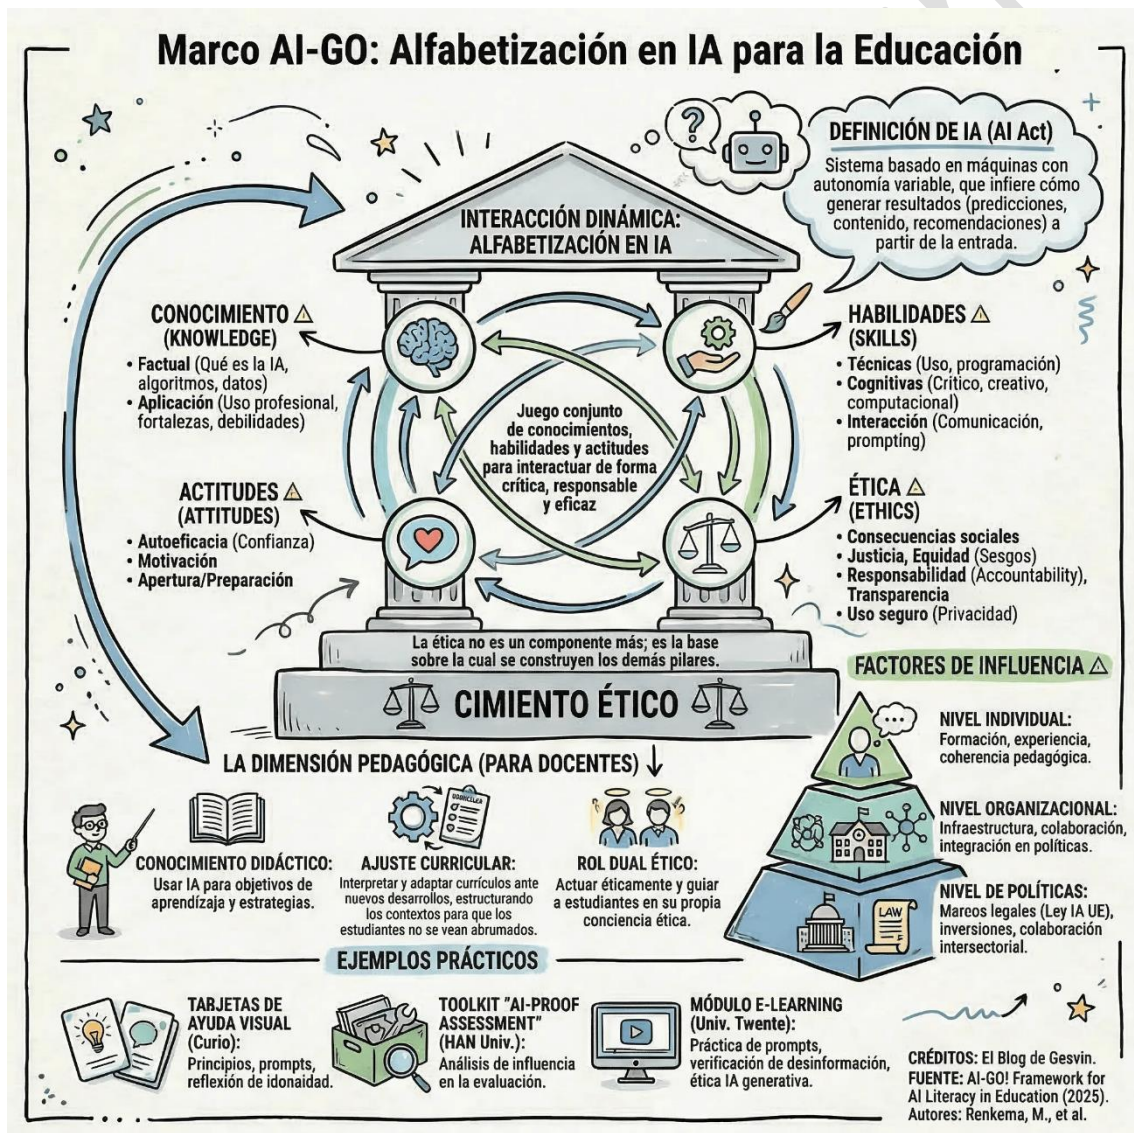 Marco AI-GO: Alfabetización en IA para la Educación
DEFINICIÓN DE IA (AI Act)
Sistema basado en máquinas con
autonomía variable, que infiere cómo
generar resultados (predicciones,
contenido, recomendaciones) a
partir de la entrada.
?
INTERACCIÓN DINÁMICA:
ALFABETIZACIÓN EN IA
CONOCIMIENTO
(KNOWLEDGE)
• Factual (Qué es la IA,
algoritmos, datos)
• Aplicación (Uso profesional,
fortalezas, debilidades)
HABILIDADES
(SKILLS)
• Técnicas (Uso, programación)
• Cognitivas (Crítico, creativo,
computacional)
• Interacción (Comunicación,
prompting)
Juego conjunto
de conocimientos,
habilidades y actitudes
para interactuar de forma
crítica, responsable
y eficaz
ACTITUDES
(ATTITUDES)
• Autoeficacia (Confianza)
• Motivación
• Apertura/Preparación
ÉTICA
(ETHICS)
• Consecuencias sociales
• Justicia, Equidad (Sesgos)
• Responsabilidad (Accountability),
Transparencia
• Uso seguro (Privacidad)
La ética no es un componente más; es la base
sobre la cual se construyen los demás pilares.
CIMIENTO ÉTICO
FACTORES DE INFLUENCIA
NIVEL INDIVIDUAL:
Formación, experiencia,
coherencia pedagógica.
NIVEL ORGANIZACIONAL:
Infraestructura, colaboración,
integración en políticas.
NIVEL DE POLÍTICAS:
Marcos legales (Ley IA UE),
inversiones, colaboración
intersectorial.
LAW
LA DIMENSIÓN PEDAGÓGICA (PARA DOCENTES)
CONOCIMIENTO DIDÁCTICO:
Usar IA para objetivos de
aprendízaja y estrategias.
AJUSTE CURRICULAR:
Interpretar y adaptar currículos ante
nuevos desarrollos, estructurando
los contextos para que los
estudiantes no se vean abrumados.
ROL DUAL ÉTICO:
Actuar éticamente y guiar
a estudiantes en su propia
conciencia ética.
EJEMPLOS PRÁCTICOS
TABJETAS DE
AYUDA VISUAL
(Curio):
Principios, prompts,
reflexión de idonaidad.
TOOLKIT "AI-PROOF
ASSESSMENT"
(HAN Univ.):
Análisis de influencia
en la evaluación.
MÓDULO E-LEARNING
(Univ. Twente):
Práctica de prompts,
verificación de desinformación,
ética IA generativa.
CRÉDITOS: El Blog de Gesvin.
FUENTE: AI-GO! Framework for
AI Literacy in Education (2025).
Autores: Renkema, M., et al.